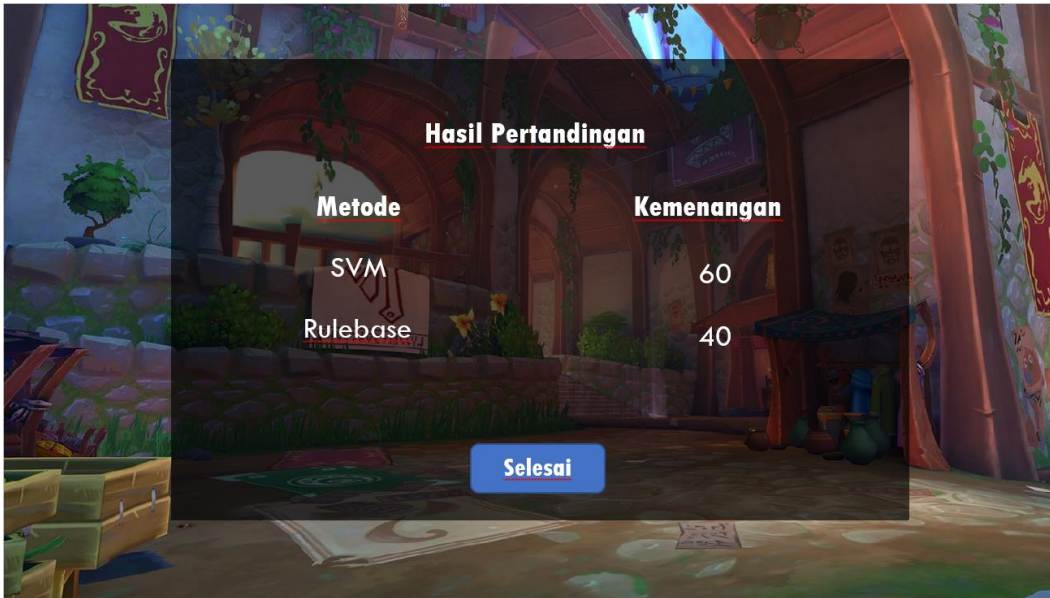 Hasil Pertandingan
Metode Kemenangan
SVM 60
Rulebase 40
Selesai